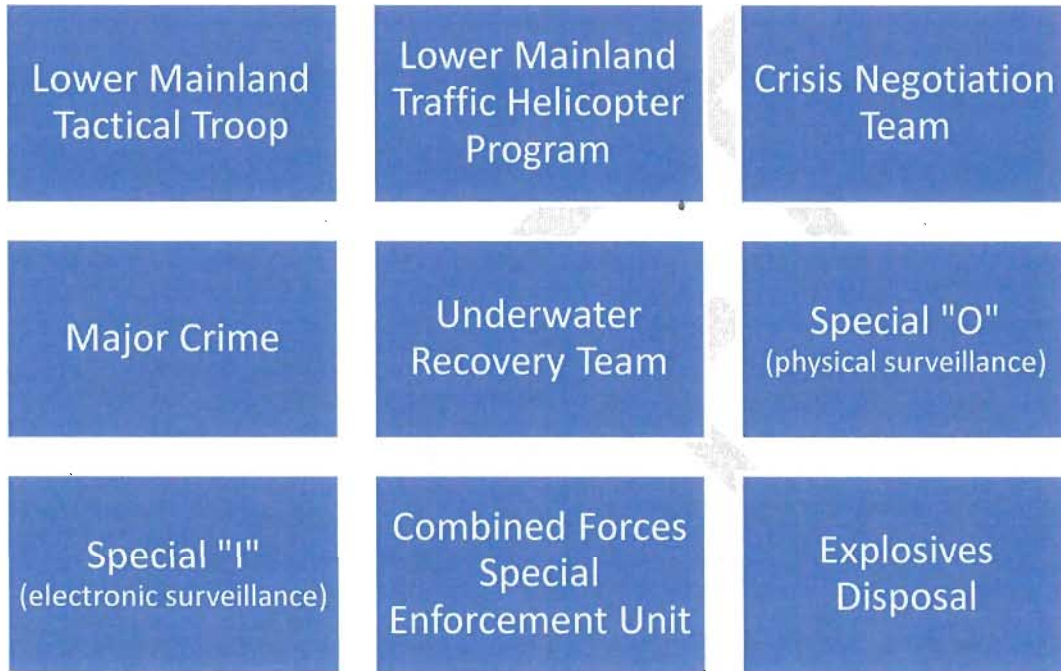 Lower Mainland
Tactical Troop
Lower Mainland
Traffic Helicopter
Program
Crisis Negotiation
Team
Major Crime
Underwater
Recovery Team
Special "O"
(physical surveillance)
Special "I"
(electronic surveillance)
Combined Forces
Special
Enforcement Unit
Explosives
Disposal